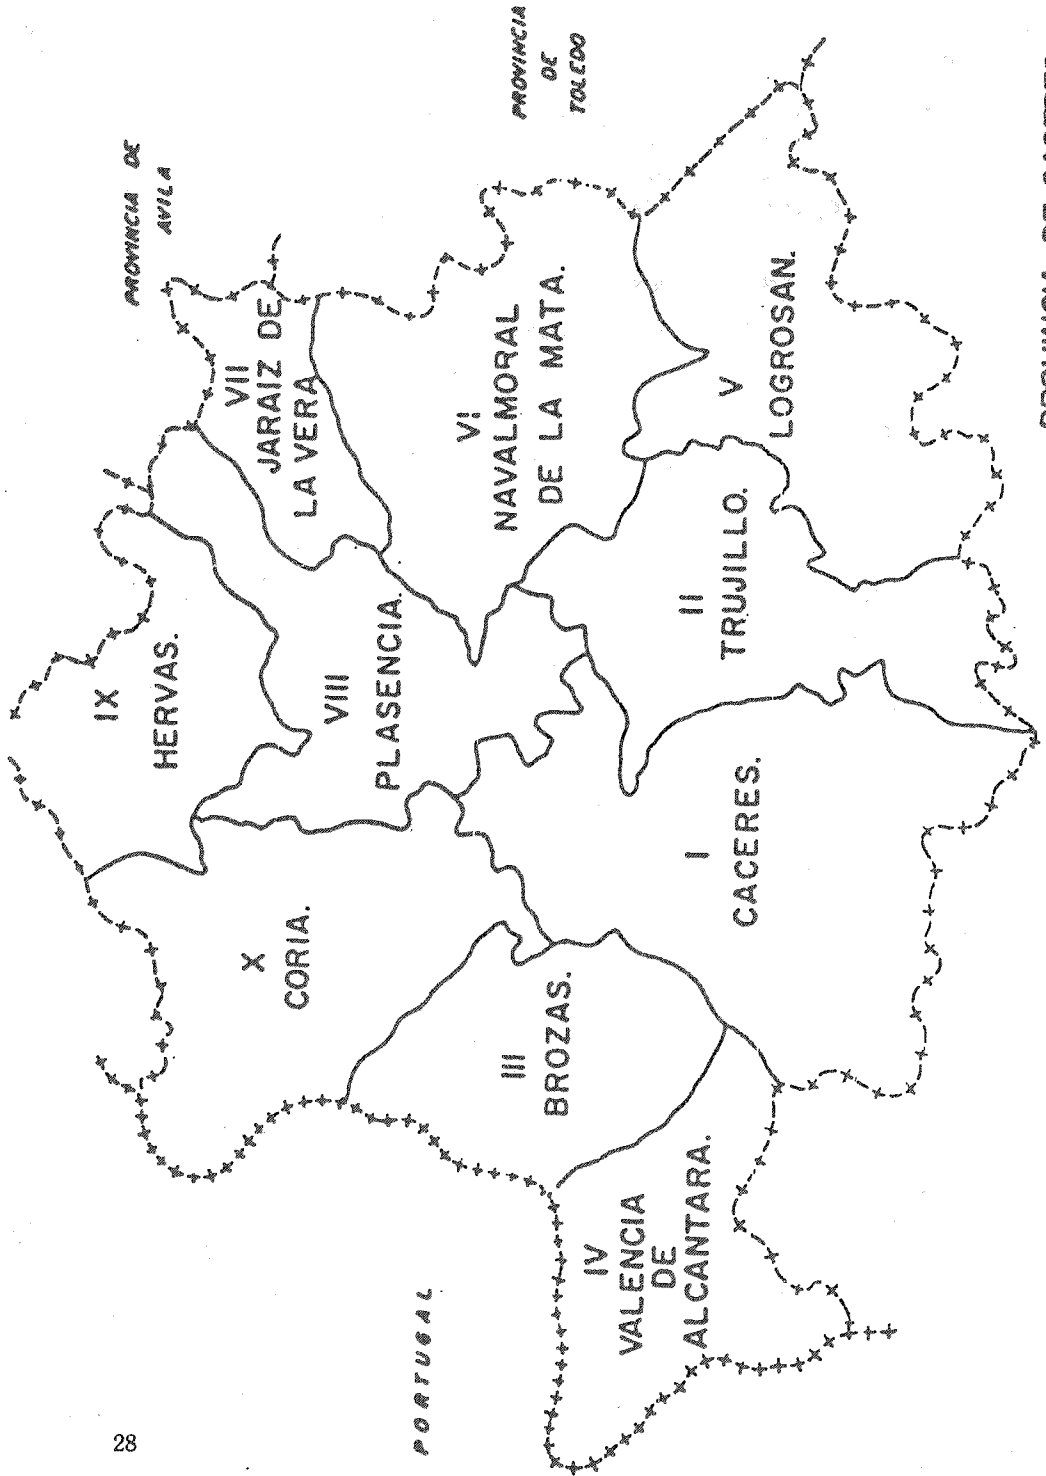 PROVINCIA DE
AVILA
PROVINCIA
DE
TOLEDO
IX
HERVAS.
VII
JARAIZ DE
LA VERA
VIII
PLASENCIA.
VI
NAVALMORAL
DE LA MATA.
X
CORIA.
V
LOGROSAN.
II
TRUJILLO.
I
CACERES.
III
BROZAS.
IV
VALENCIA
DE
ALCANTARA.
PORTUGAL
28